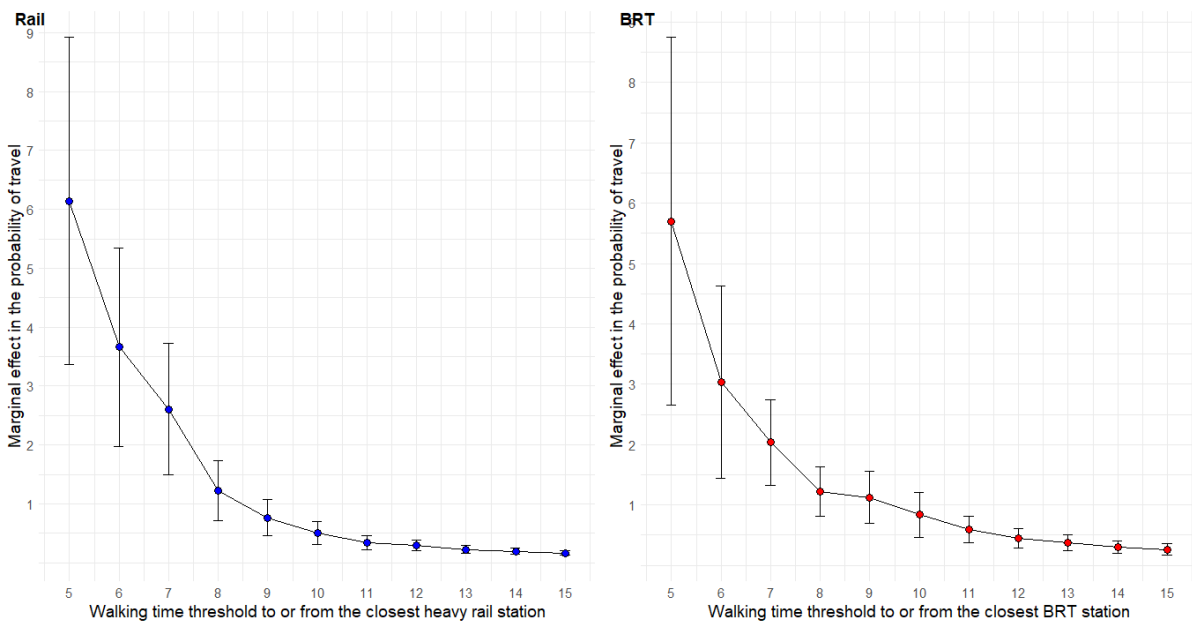 Rail
Marginal effect in the probability of travel
9
8
7
6
5
4
3
2
1
5 6 7 8 9 10 11 12 13 14 15
Walking time threshold to or from the closest heavy rail station
BRT
Marginal effect in the probability of travel
9
8
7
6
5
4
3
2
1
5 6 7 8 9 10 11 12 13 14 15
Walking time threshold to or from the closest BRT station